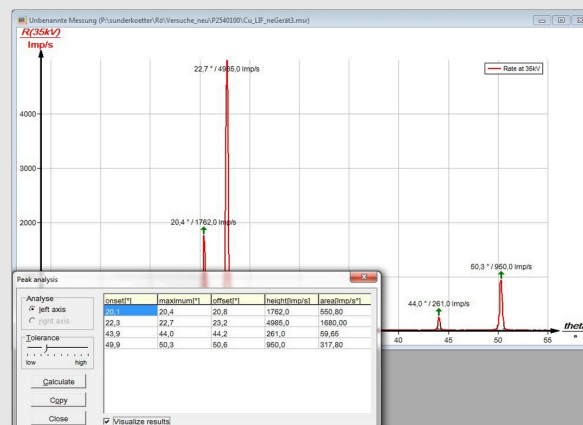 Unbenannte Messung (P:\sunderkoetter\Rö\Versuche_neu\P2540100\Cu_LIF_neGerät3.msr)
R(35kV)
Imp/s
22,7 ° / 4985,0 Imp/s
Rate at 35kV
4000
3000
2000
20,4 ° / 1762,0 Imp/s
50,3 ° / 950,0 Imp/s
44,0 ° / 261,0 Imp/s
40
45
50
55
°
Peak analysis
Analyse
left axis
right axis
Tolerance
low high
Calculate
Copy
Close
onset[°] maximum[°] offset[°] height[Imp/s] area[Imp/s*°]
20,1 20,4 20,8 1762,0 550,80
22,3 22,7 23,2 4985,0 1680,00
43,9 44,0 44,2 261,0 59,65
49,9 50,3 50,6 950,0 317,80
Visualize results